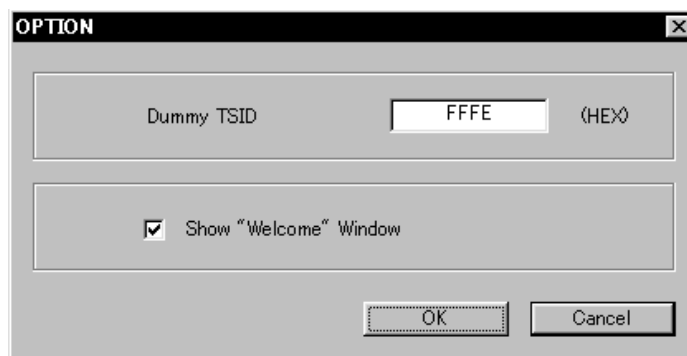 OPTION
Dummy TSID FFFE (HEX)
Show "Welcome" Window
OK Cancel